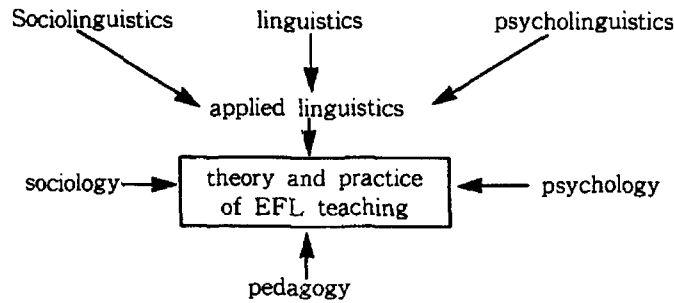 Sociolinguistics linguistics psycholinguistics
applied linguistics
sociology theory and practice psychology
of EFL teaching
pedagogy